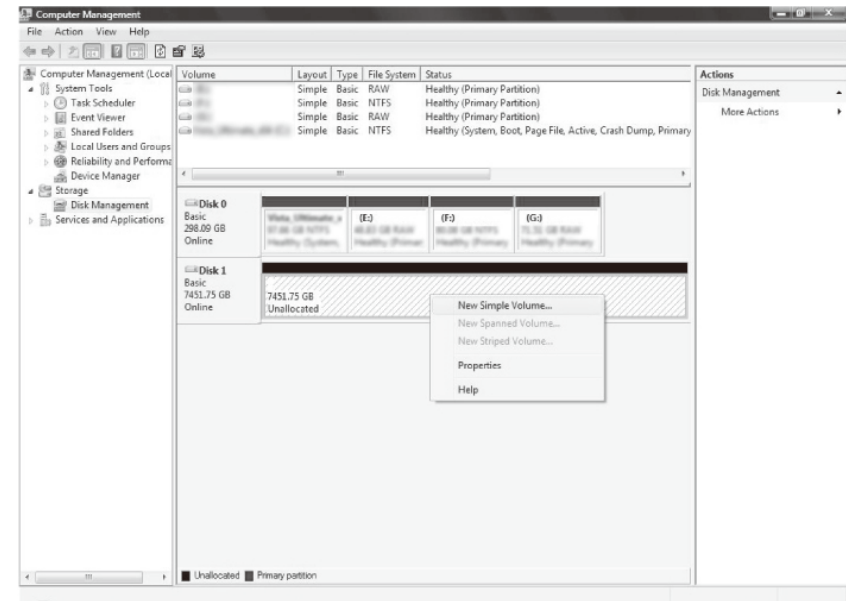 Computer Management
File Action View Help
Computer Management (Local
System Tools
Task Scheduler
Event Viewer
Shared Folders
Local Users and Groups
Reliability and Performa
Device Manager
Storage
Disk Management
Services and Applications
Volume Layout Type File System Status
Simple Basic RAW Healthy (Primary Partition)
Simple Basic NTFS Healthy (Primary Partition)
Simple Basic RAW Healthy (Primary Partition)
Simple Basic NTFS Healthy (System, Boot, Page File, Active, Crash Dump, Primary
Disk 0
Basic
298.09 GB
Online
(E:) (F:) (G:)
Disk 1
Basic
7451.75 GB
Online
7451.75 GB
Unallocated
New Simple Volume...
New Spanned Volume...
New Striped Volume...
Properties
Help
Unallocated Primary partition
Actions
Disk Management
More Actions